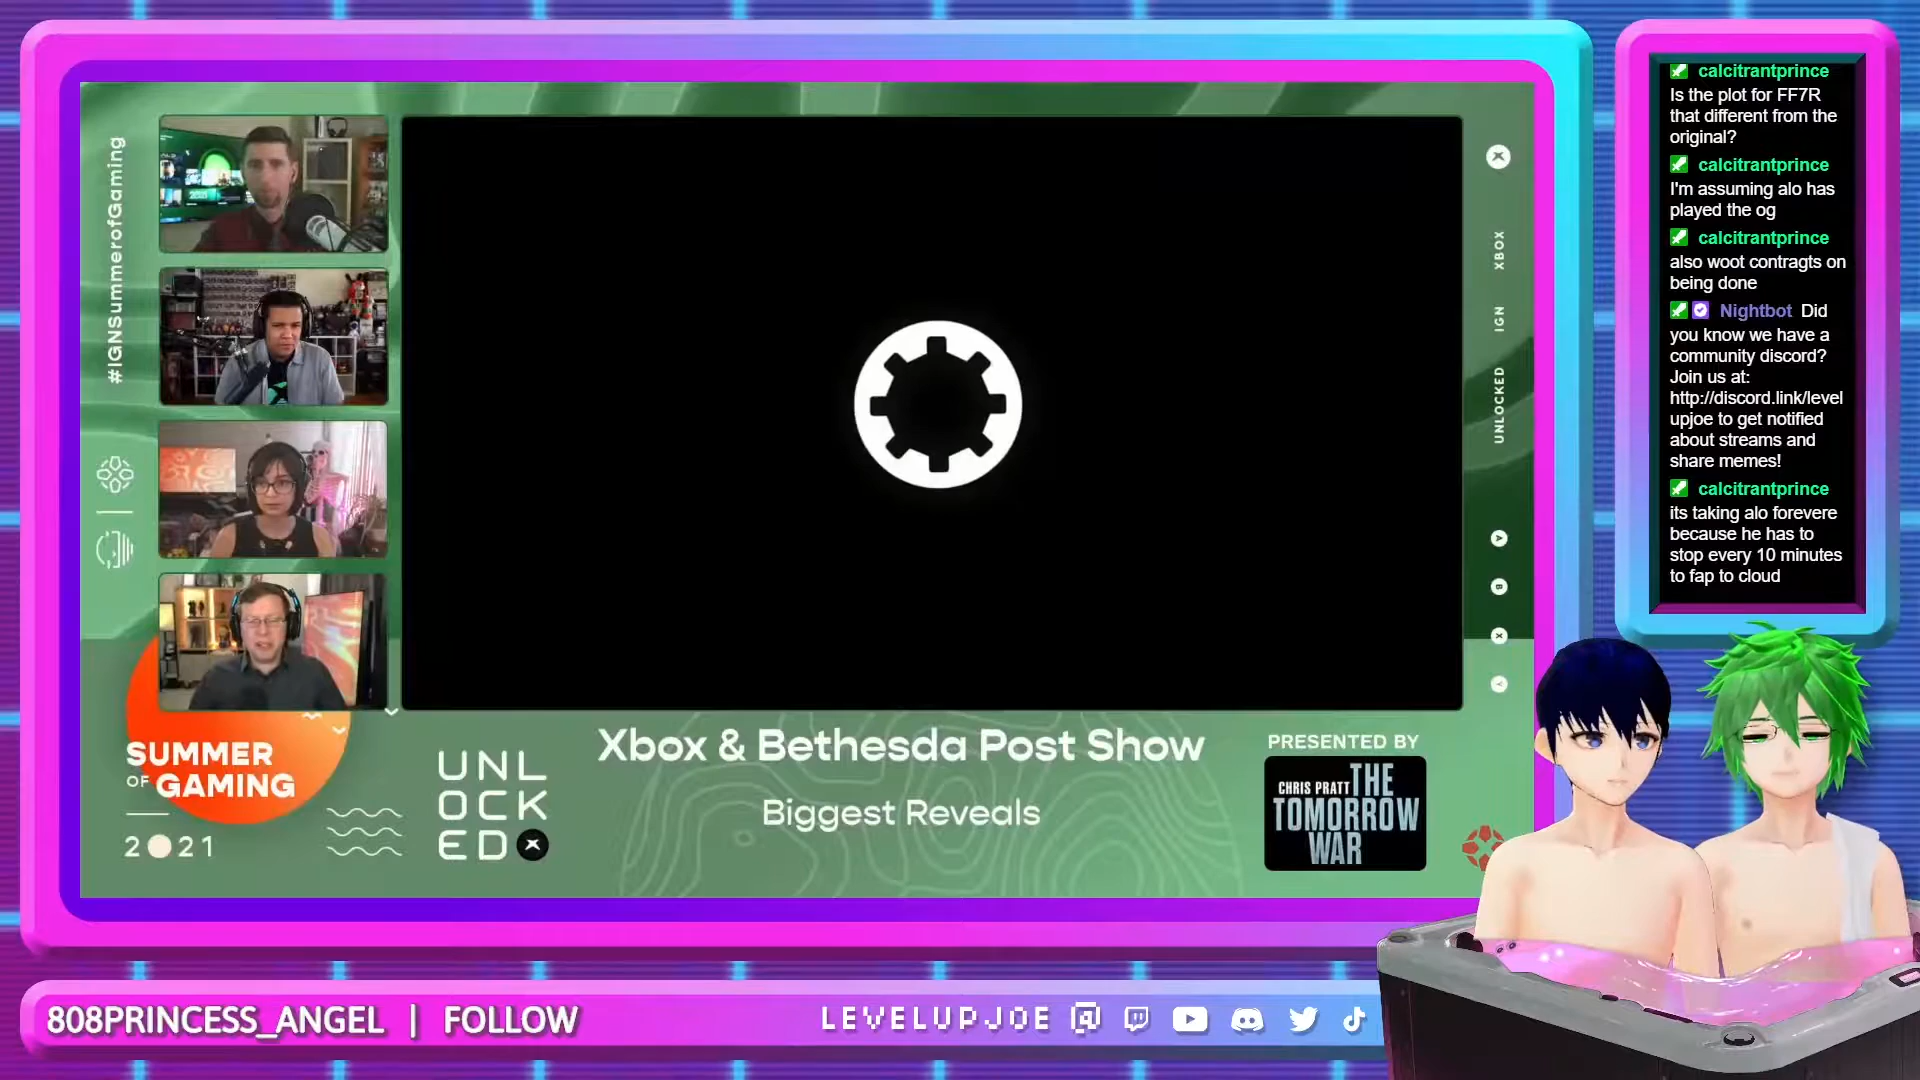 #IGNSummerofGaming
SUMMER
OF GAMING
2021
UNL
OCK
ED
Xbox & Bethesda Post Show
Biggest Reveals
PRESENTED BY
CHRIS PRATT THE
TOMORROW
WAR
XBOX
IGN
UNLOCKED
A
B
X
Y
calcitrantprince
Is the plot for FF7R
that different from the
original?
calcitrantprince
I'm assuming alo has
played the og
calcitrantprince
also woot contragts on
being done
Nightbot Did
you know we have a
community discord?
Join us at:
http://discord.link/level
upjoe to get notified
about streams and
share memes!
calcitrantprince
its taking alo forevere
because he has to
stop every 10 minutes
to fap to cloud
808PRINCESS_ANGEL | FOLLOW
LEVELUPJOE @